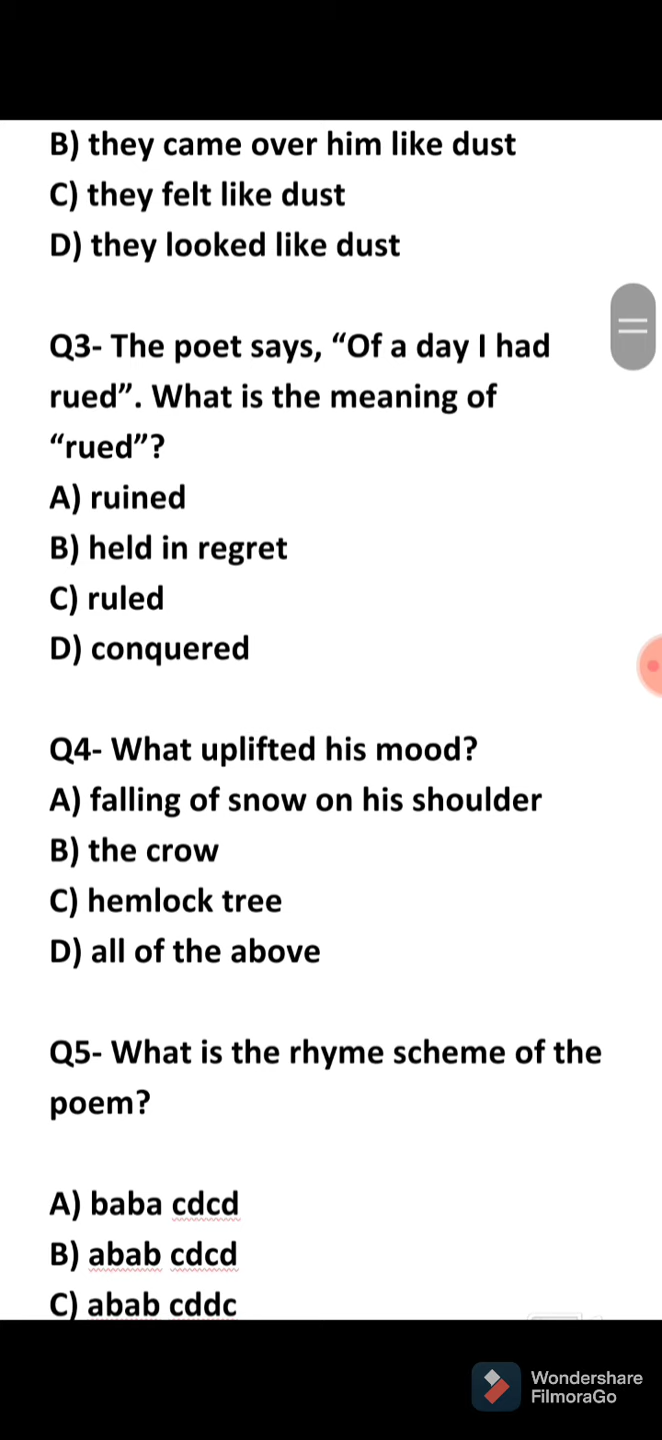 B) they came over him like dust
C) they felt like dust
D) they looked like dust
Q3- The poet says, “Of a day I had
rued”. What is the meaning of
“rued”?
A) ruined
B) held in regret
C) ruled
D) conquered
Q4- What uplifted his mood?
A) falling of snow on his shoulder
B) the crow
C) hemlock tree
D) all of the above
Q5- What is the rhyme scheme of the
poem?
A) baba cdcd
B) abab cdcd
C) abab cddc
Wondershare
FilmoraGo